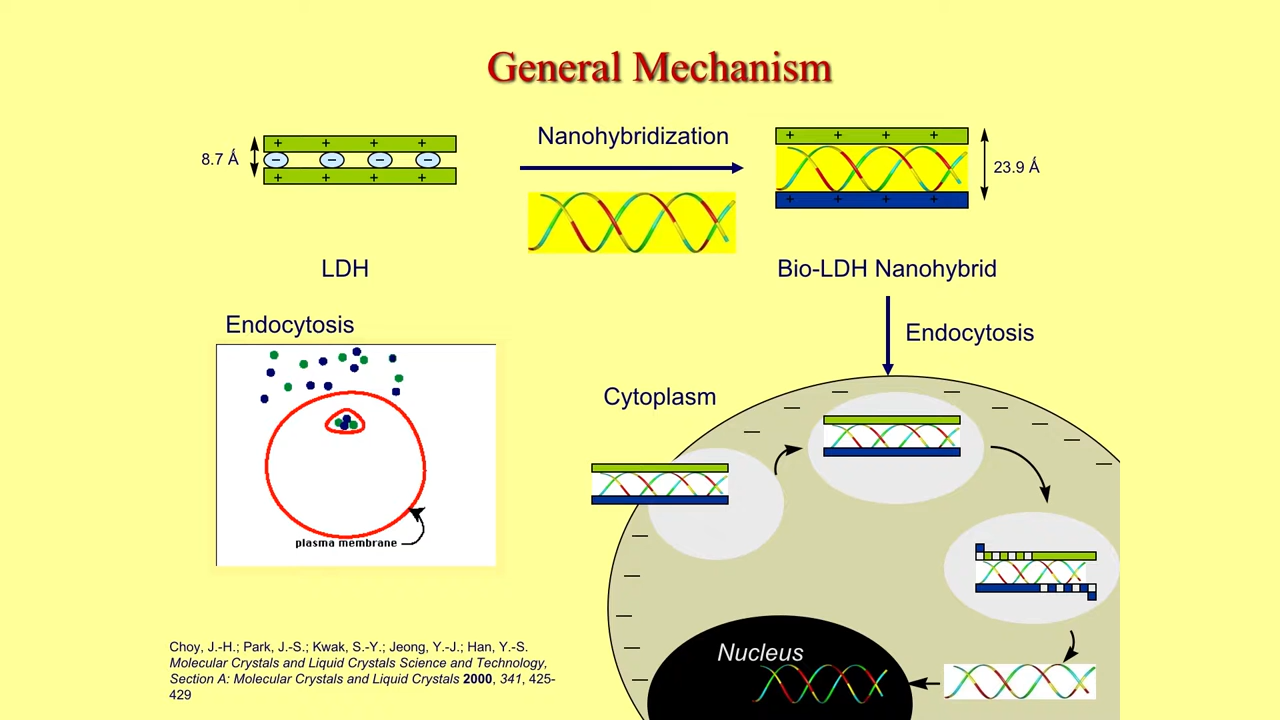 General Mechanism
Nanohybridization
8.7 Å
+ + + +
− − − −
+ + + +
+ + + +
+ + + +
23.9 Å
LDH
Bio-LDH Nanohybrid
Endocytosis
Endocytosis
Cytoplasm
plasma membrane
Nucleus
Choy, J.-H.; Park, J.-S.; Kwak, S.-Y.; Jeong, Y.-J.; Han, Y.-S.
Molecular Crystals and Liquid Crystals Science and Technology,
Section A: Molecular Crystals and Liquid Crystals 2000, 341, 425-
429